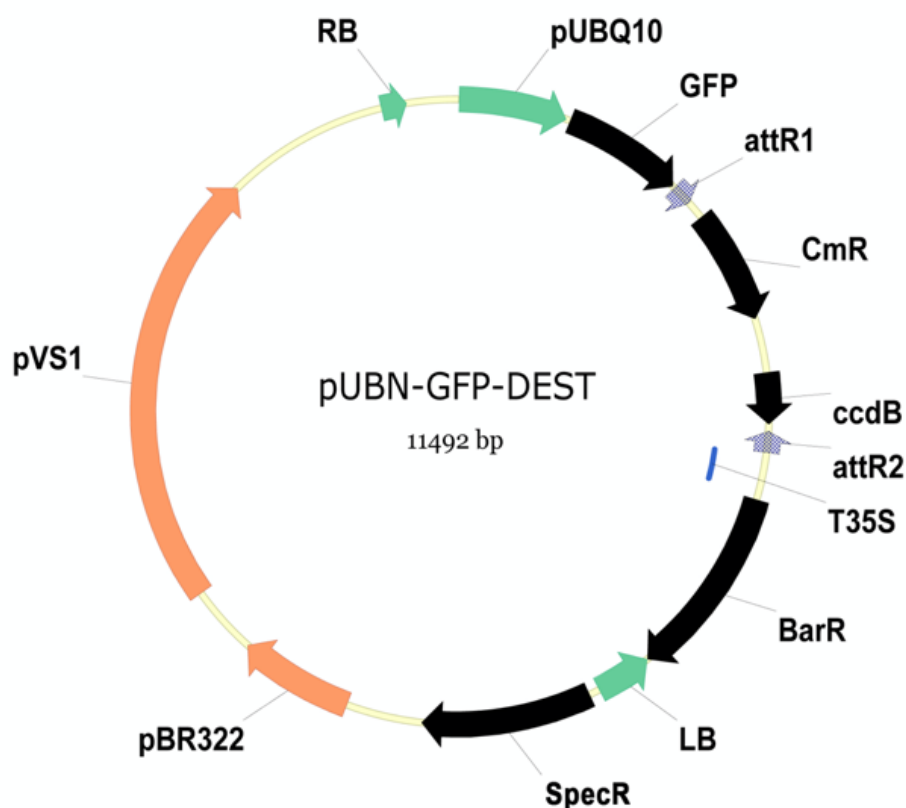 RB
pUBQ10
GFP
attR1
CmR
pVS1
pUBN-GFP-DEST
11492 bp
ccdB
attR2
T35S
BarR
LB
pBR322
SpecR